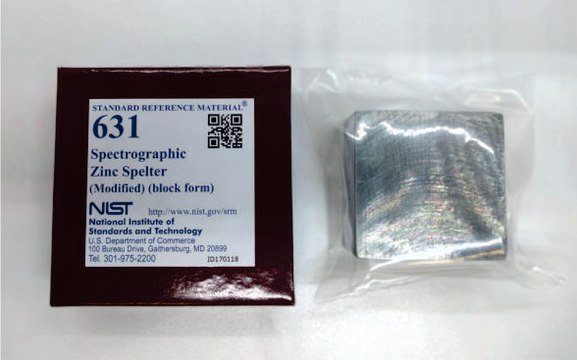 STANDARD REFERENCE MATERIAL®
631
Spectrographic
Zinc Spelter
(Modified) (block form)
NIST http://www.nist.gov/srm
National Institute of
Standards and Technology
U.S. Department of Commerce
100 Bureau Drive, Gaithersburg, MD 20899
Tel. 301-975-2200 ID170118